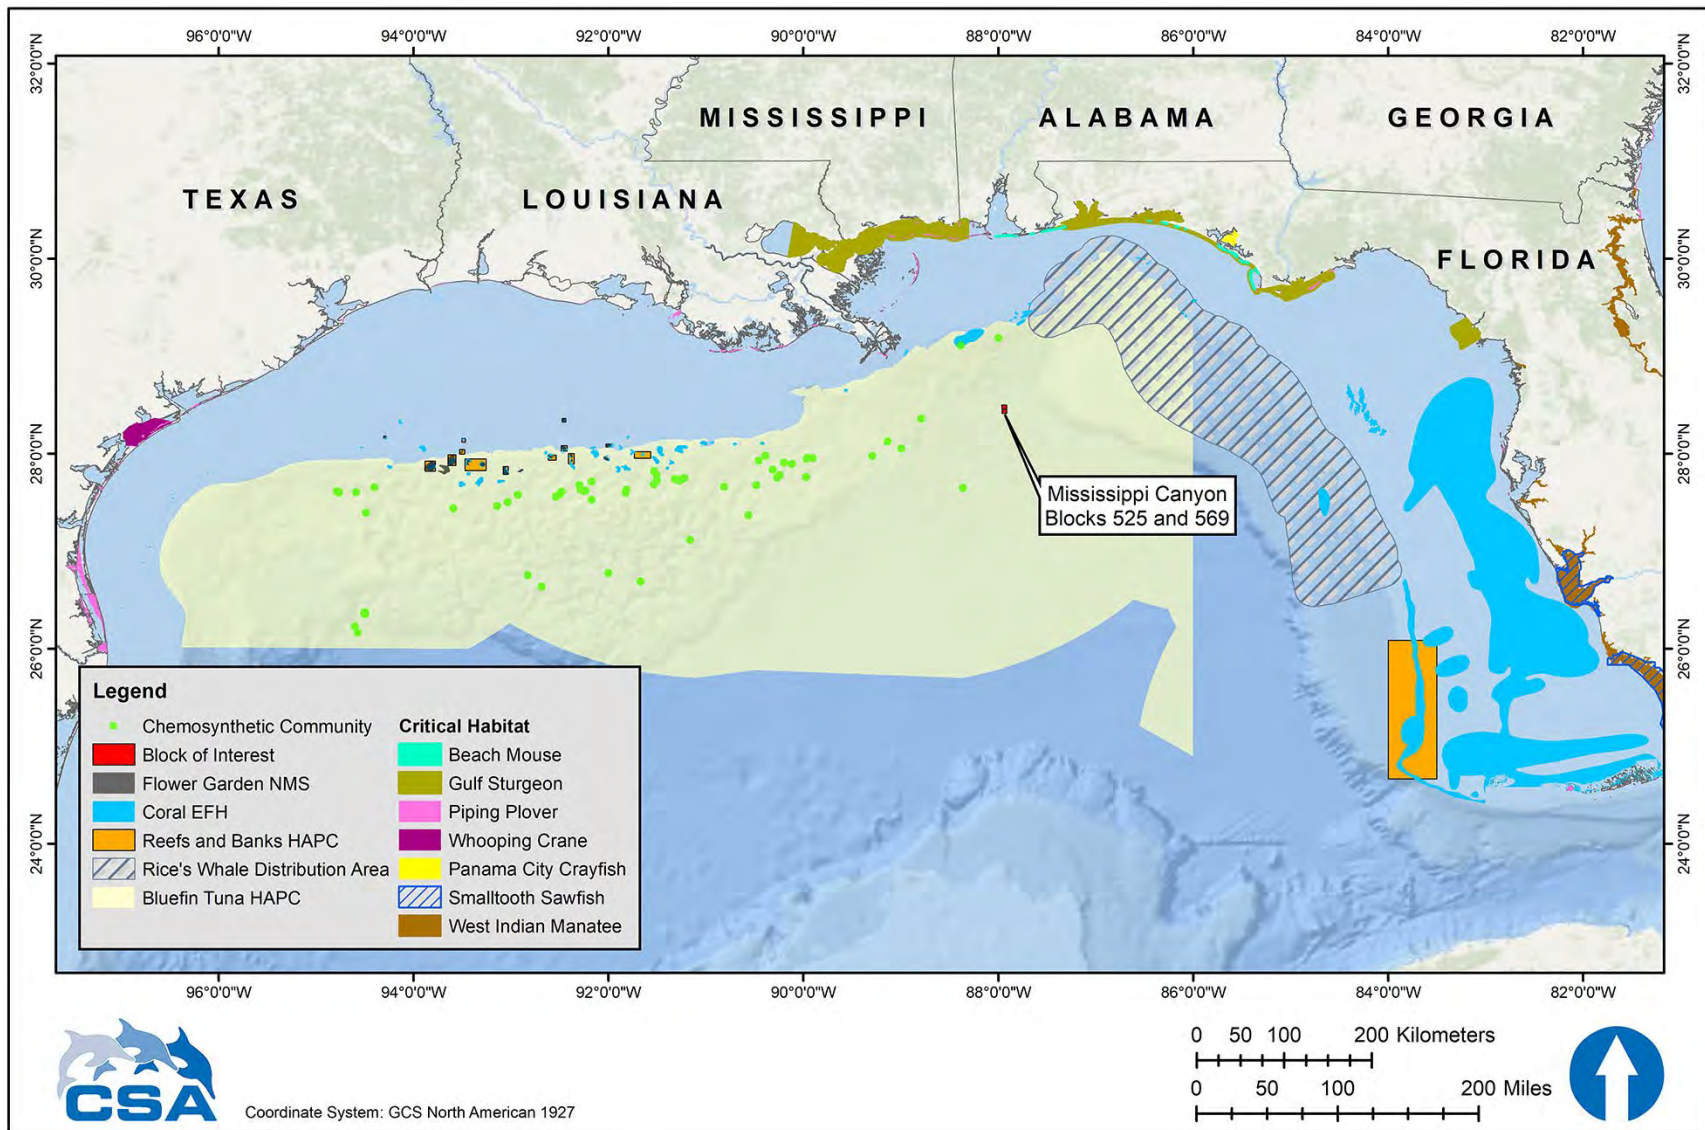 96°0'0"W 94°0'0"W 92°0'0"W 90°0'0"W 88°0'0"W 86°0'0"W 84°0'0"W 82°0'0"W
32°0'0"N 32°0'0"N
MISSISSIPPI ALABAMA GEORGIA
TEXAS LOUISIANA
30°0'0"N FLORIDA 30°0'0"N
28°0'0"N 28°0'0"N
Mississippi Canyon
Blocks 525 and 569
26°0'0"N 26°0'0"N
24°0'0"N 24°0'0"N
Legend
Chemosynthetic Community
Block of Interest
Flower Garden NMS
Coral EFH
Reefs and Banks HAPC
Rice's Whale Distribution Area
Bluefin Tuna HAPC
Critical Habitat
Beach Mouse
Gulf Sturgeon
Piping Plover
Whooping Crane
Panama City Crayfish
Smalltooth Sawfish
West Indian Manatee
96°0'0"W 94°0'0"W 92°0'0"W 90°0'0"W 88°0'0"W 86°0'0"W 84°0'0"W 82°0'0"W
CSA
Coordinate System: GCS North American 1927
0 50 100 200 Kilometers
0 50 100 200 Miles